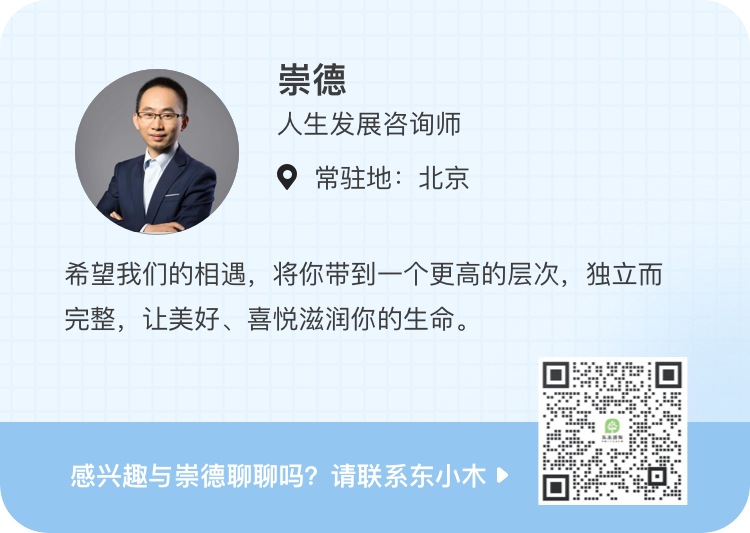 崇德
人生发展咨询师
常驻地：北京
希望我们的相遇，将你带到一个更高的层次，独立而
完整，让美好、喜悦滋润你的生命。
感兴趣与崇德聊聊吗？请联系东小木